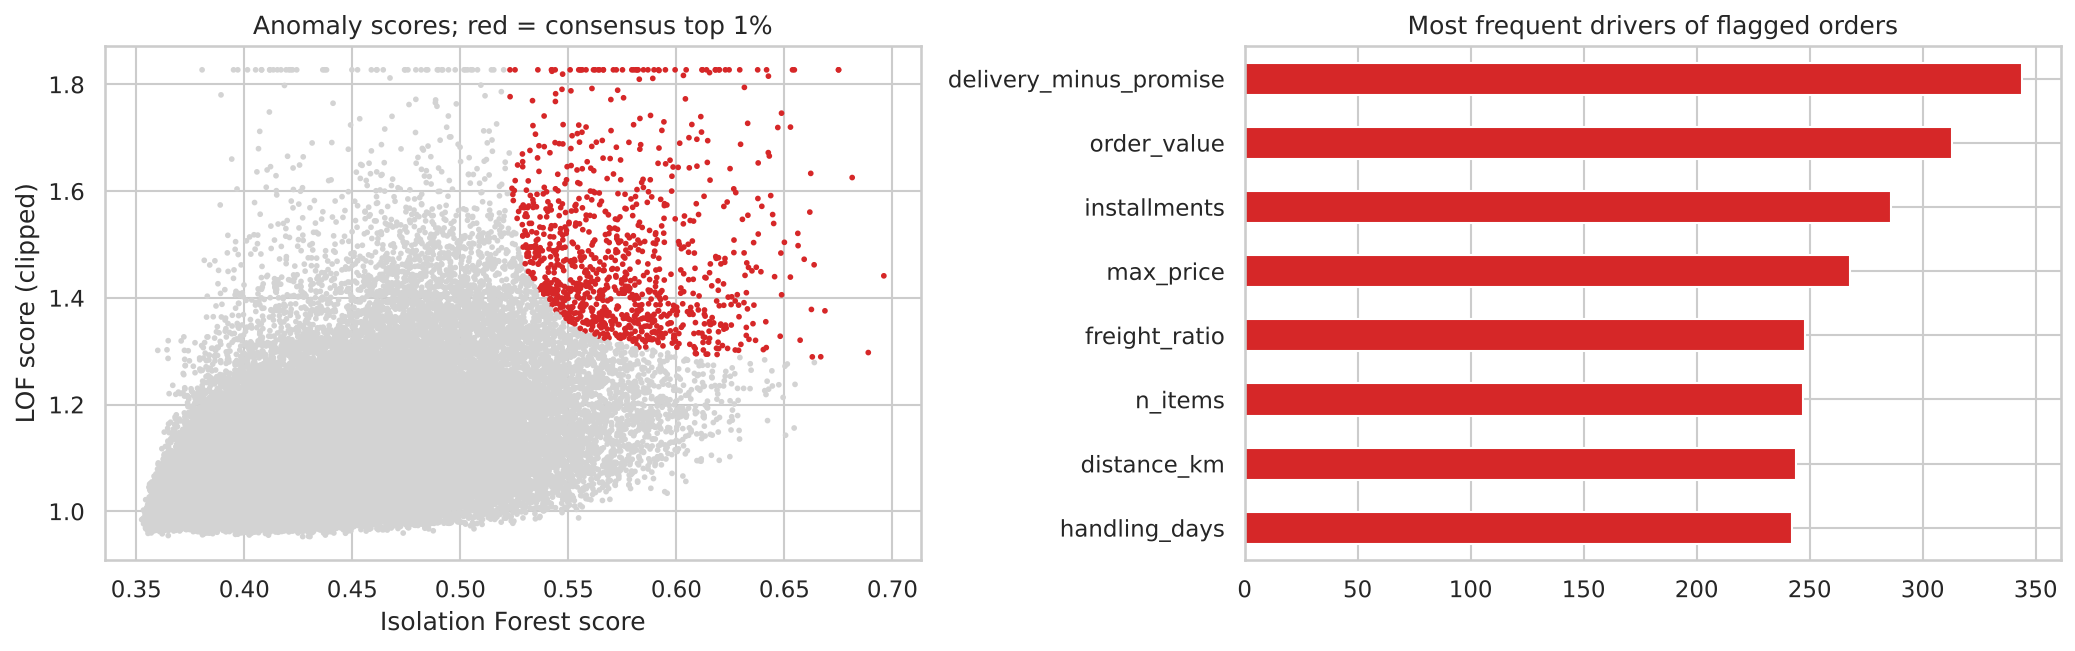 Anomaly scores; red = consensus top 1%
LOF score (clipped)
1.8
1.6
1.4
1.2
1.0
0.35 0.40 0.45 0.50 0.55 0.60 0.65 0.70
Isolation Forest score
Most frequent drivers of flagged orders
delivery_minus_promise
order_value
installments
max_price
freight_ratio
n_items
distance_km
handling_days
0 50 100 150 200 250 300 350